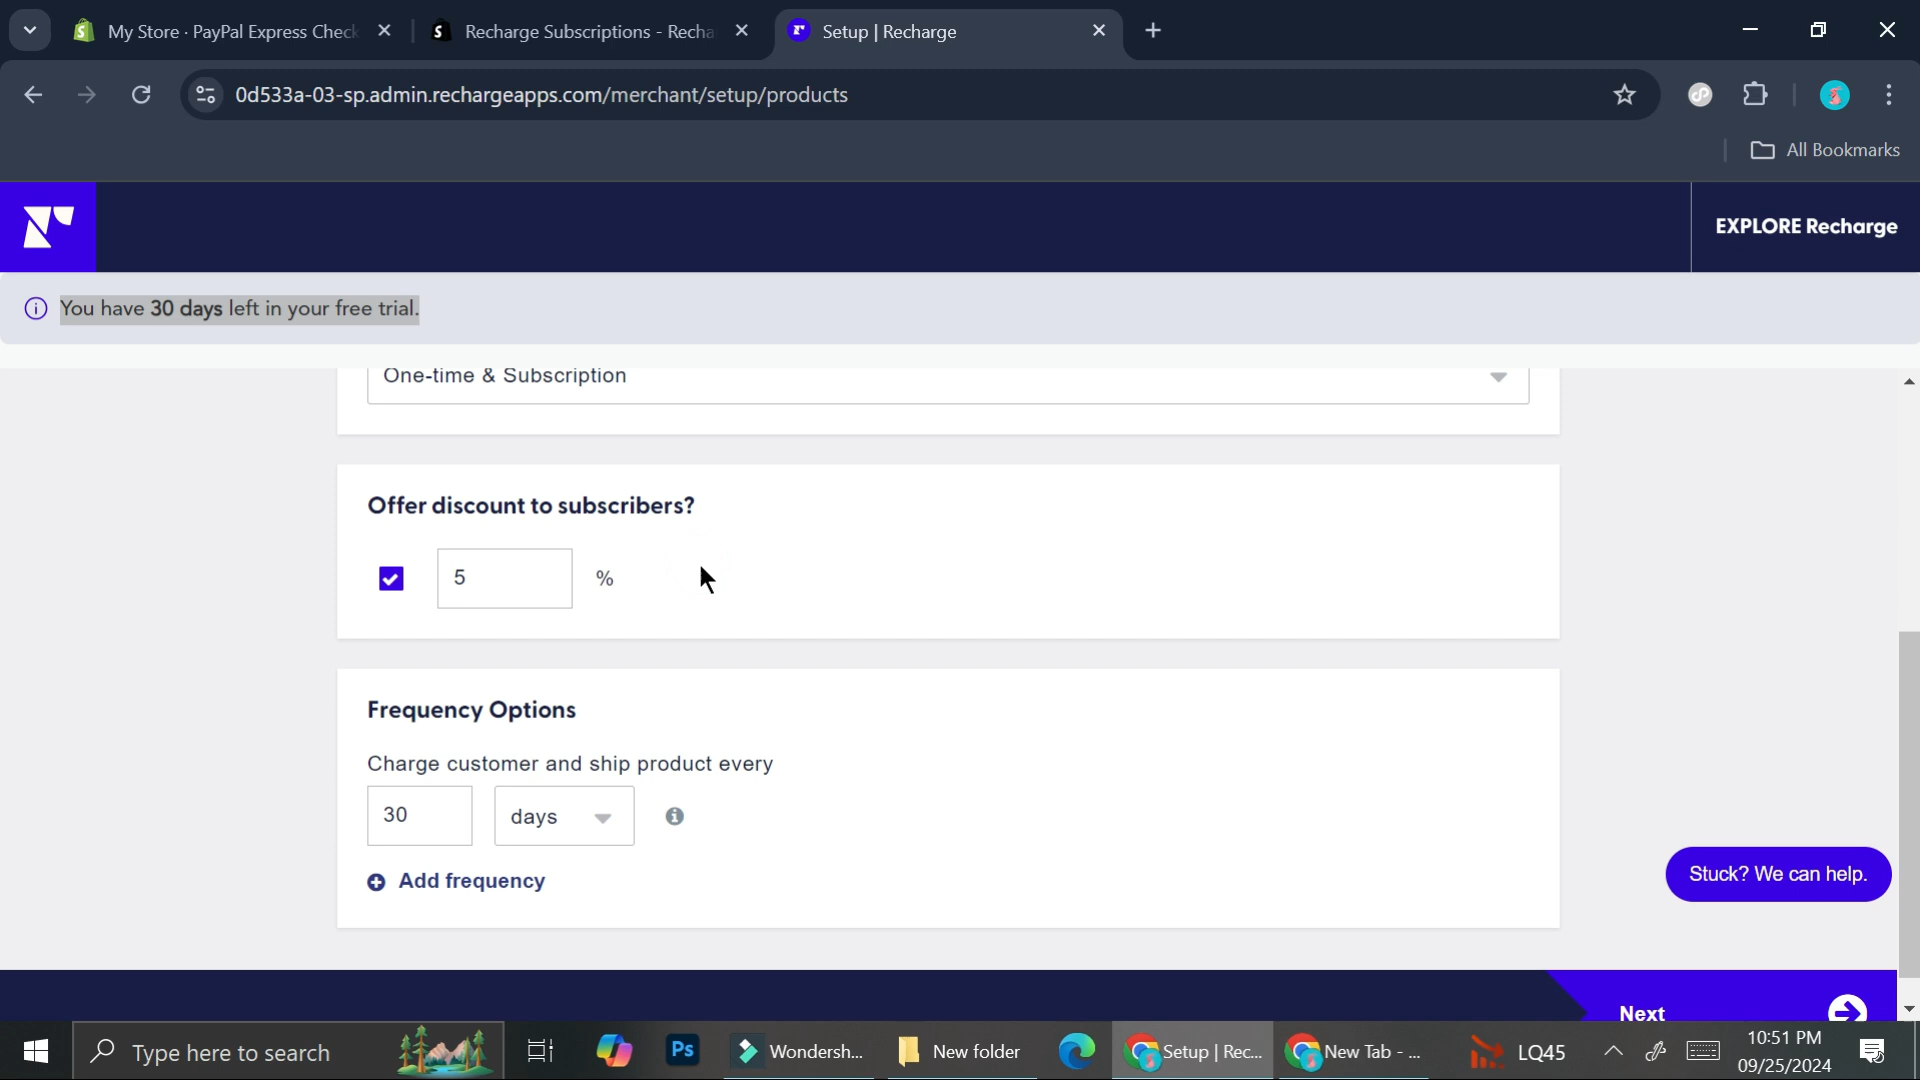 My Store · PayPal Express Check
Recharge Subscriptions - Recha
Setup | Recharge
0d533a-03-sp.admin.rechargeapps.com/merchant/setup/products
All Bookmarks
EXPLORE Recharge
You have 30 days left in your free trial.
One-time & Subscription
Offer discount to subscribers?
5 %
Frequency Options
Charge customer and ship product every
30 days
Add frequency
Stuck? We can help.
Next
Type here to search
Ps
Wondersh...
New folder
Setup | Rec...
New Tab - ...
LQ45
10:51 PM
09/25/2024